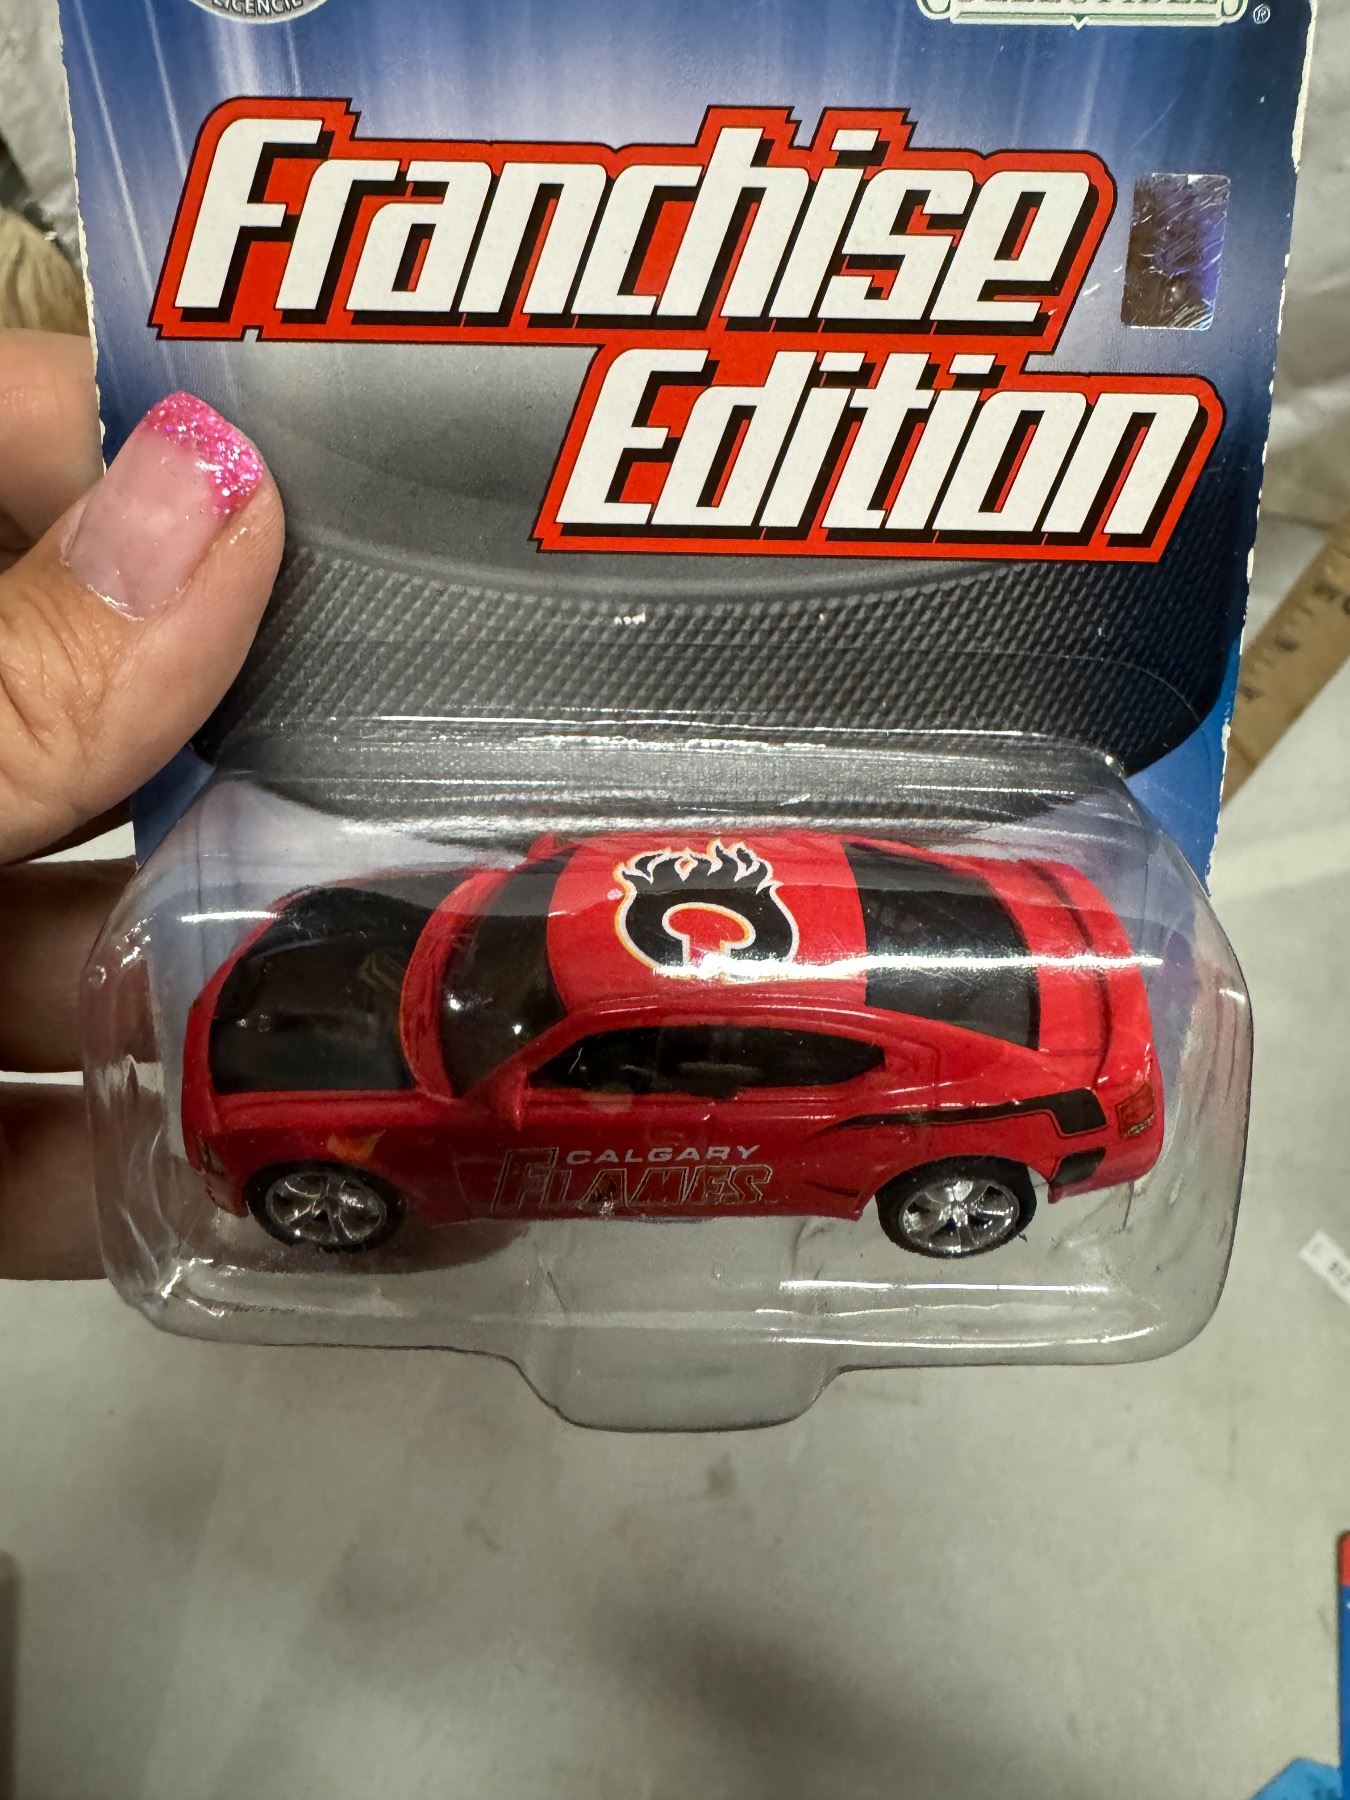 Franchise
Edition
®
C
CALGARY
FLAMES